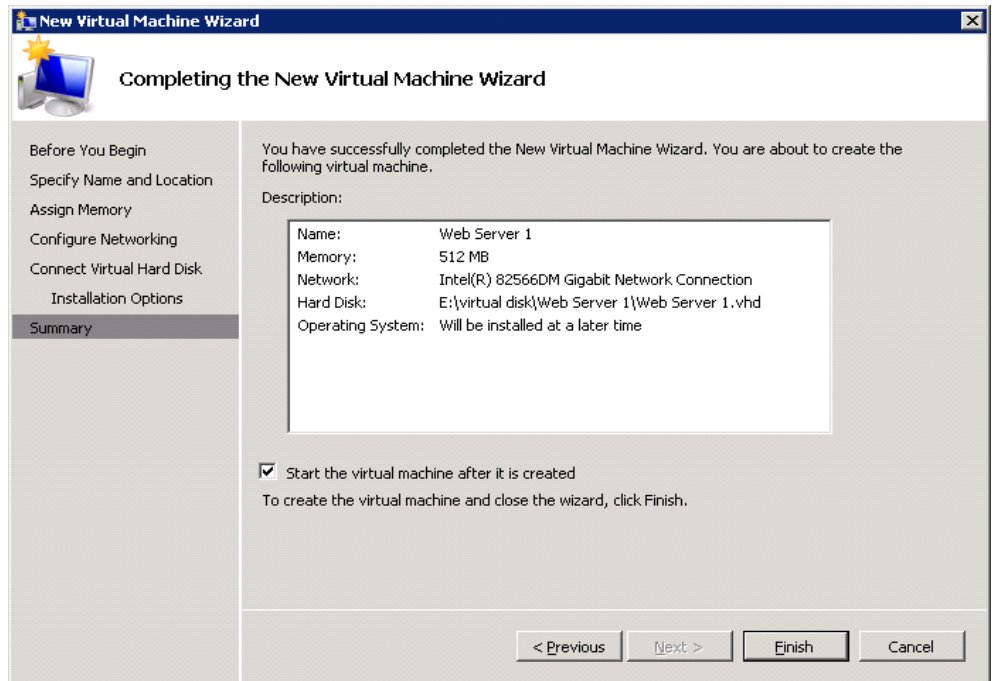 New Virtual Machine Wizard
Completing the New Virtual Machine Wizard
Before You Begin
Specify Name and Location
Assign Memory
Configure Networking
Connect Virtual Hard Disk
Installation Options
Summary
You have successfully completed the New Virtual Machine Wizard. You are about to create the
following virtual machine.
Description:
Name: Web Server 1
Memory: 512 MB
Network: Intel(R) 82566DM Gigabit Network Connection
Hard Disk: E:\virtual disk\Web Server 1\Web Server 1.vhd
Operating System: Will be installed at a later time
Start the virtual machine after it is created
To create the virtual machine and close the wizard, click Finish.
< Previous Next > Finish Cancel